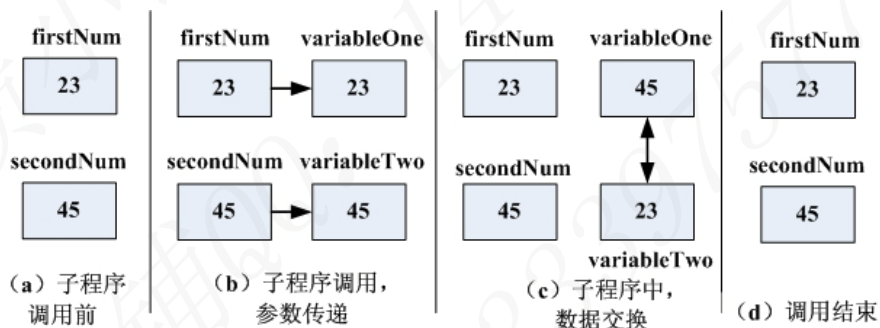 firstNum
23
secondNum
45
（a）子程序
调用前
firstNum variableOne
23 23
secondNum variableTwo
45 45
（b）子程序调用，
参数传递
firstNum variableOne
23 45
secondNum
45 23
variableTwo
（c）子程序中，
数据交换
firstNum
23
secondNum
45
（d）调用结束